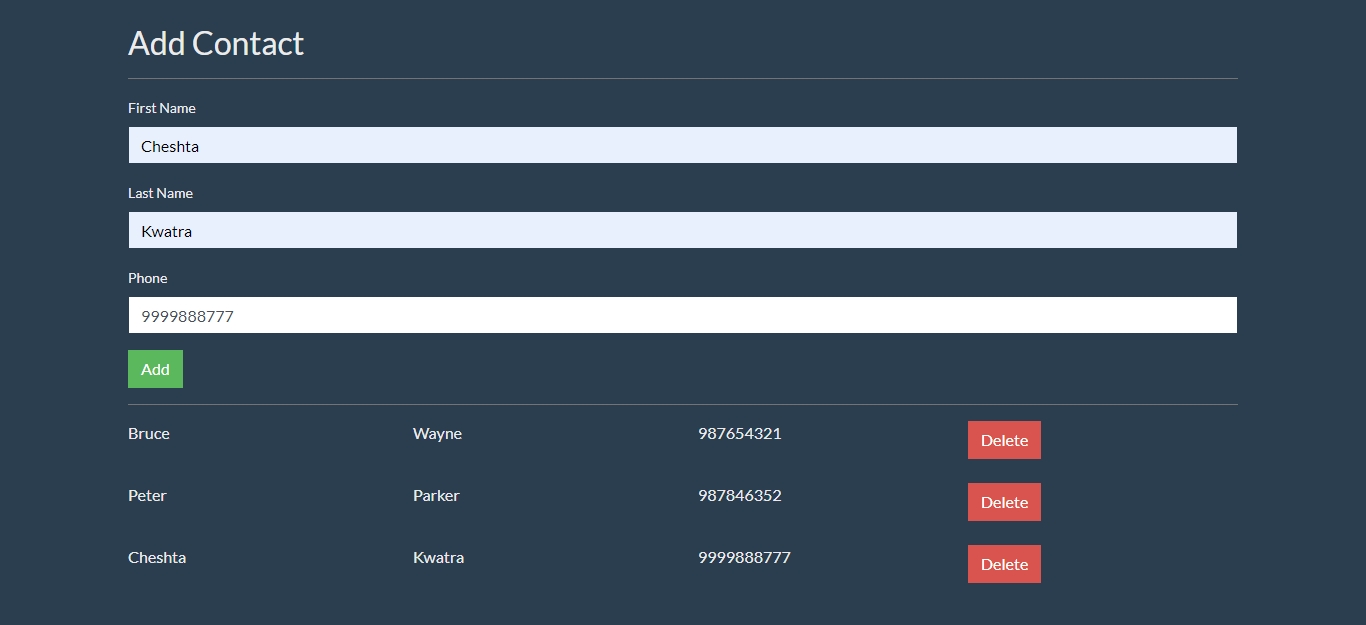 Add Contact
First Name
Cheshta
Last Name
Kwatra
Phone
9999888777
Add
Bruce Wayne 987654321 Delete
Peter Parker 987846352 Delete
Cheshta Kwatra 9999888777 Delete